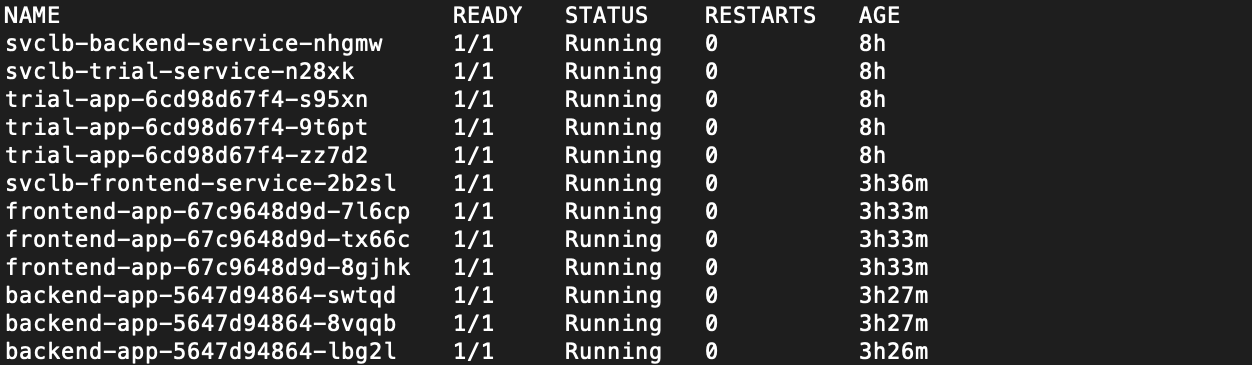 NAME READY STATUS RESTARTS AGE
svclb-backend-service-nhgmw 1/1 Running 0 8h
svclb-trial-service-n28xk 1/1 Running 0 8h
trial-app-6cd98d67f4-s95xn 1/1 Running 0 8h
trial-app-6cd98d67f4-9t6pt 1/1 Running 0 8h
trial-app-6cd98d67f4-zz7d2 1/1 Running 0 8h
svclb-frontend-service-2b2sl 1/1 Running 0 3h36m
frontend-app-67c9648d9d-7l6cp 1/1 Running 0 3h33m
frontend-app-67c9648d9d-tx66c 1/1 Running 0 3h33m
frontend-app-67c9648d9d-8gjhk 1/1 Running 0 3h33m
backend-app-5647d94864-swtqd 1/1 Running 0 3h27m
backend-app-5647d94864-8vqqb 1/1 Running 0 3h27m
backend-app-5647d94864-lbg2l 1/1 Running 0 3h26m